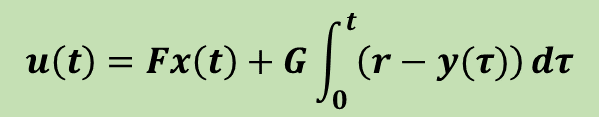 u(t) = Fx(t) + G ∫₀ᵗ (r − y(τ)) dτ